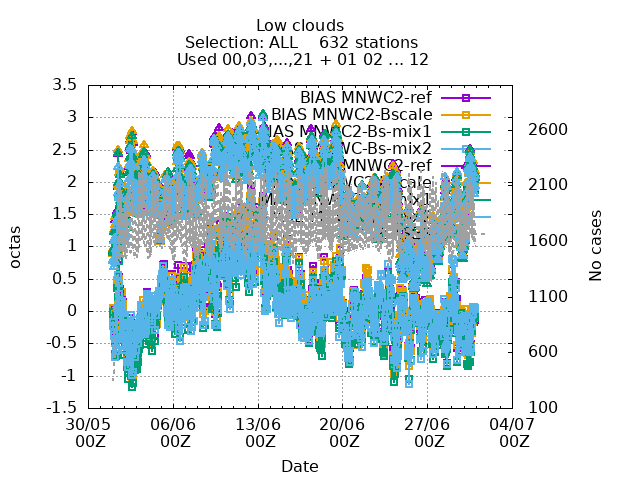 Low clouds
Selection: ALL    632 stations
Used 00,03,...,21 + 01 02 ... 12
3.5
3
2.5
2
1.5
1
0.5
0
-0.5
-1
-1.5
octas
BIAS MNWC2-ref
BIAS MNWC2-Bscale
IAS MNWC2-Bs-mix1
WC-Bs-mix2
MNWC2-ref
2600
2100
1600
1100
600
100
No cases
30/05 06/06 13/06 20/06 27/06 04/07
00Z 00Z 00Z 00Z 00Z 00Z
Date